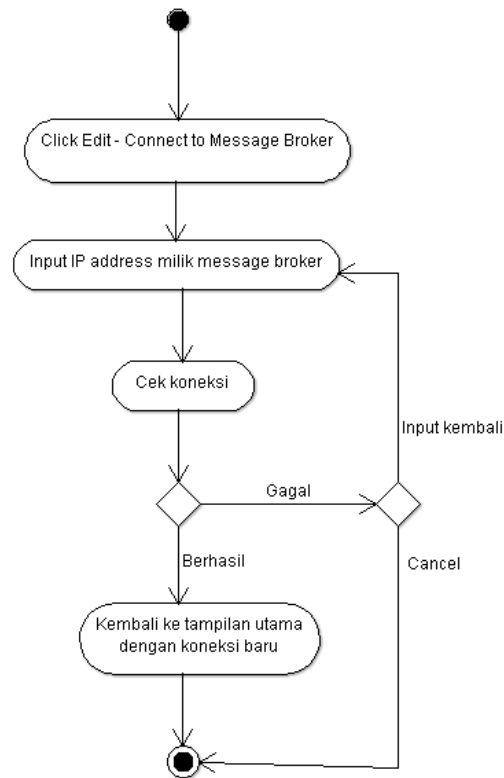 Click Edit - Connect to Message Broker
Input IP address milik message broker
Cek koneksi
Input kembali
Gagal
Berhasil
Cancel
Kembali ke tampilan utama
dengan koneksi baru